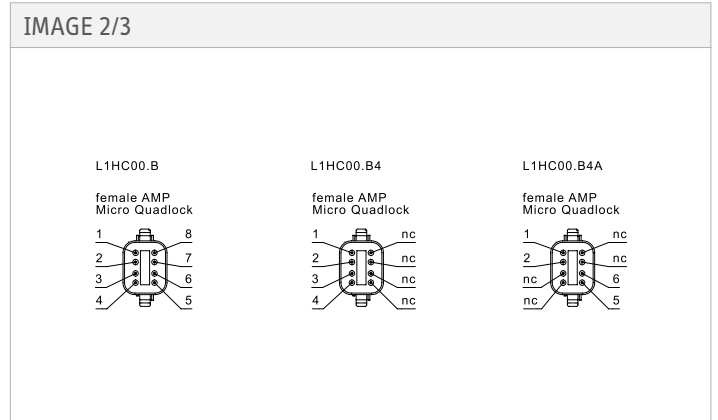 IMAGE 2/3
L1HC00.B
female AMP
Micro Quadlock
1 8
2 7
3 6
4 5
L1HC00.B4
female AMP
Micro Quadlock
1 nc
2 nc
3 nc
4 nc
L1HC00.B4A
female AMP
Micro Quadlock
1 nc
2 nc
nc 6
nc 5